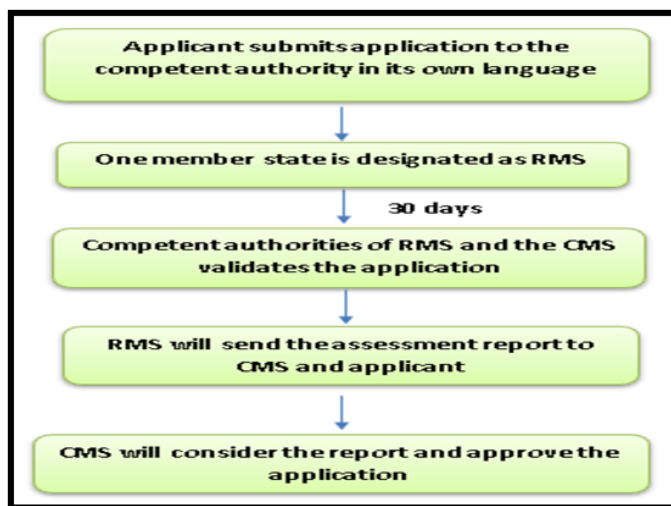 Applicant submits application to the
competent authority in its own language
One member state is designated as RMS
30 days
Competent authorities of RMS and the CMS
validates the application
RMS will send the assessment report to
CMS and applicant
CMS will consider the report and approve the
application